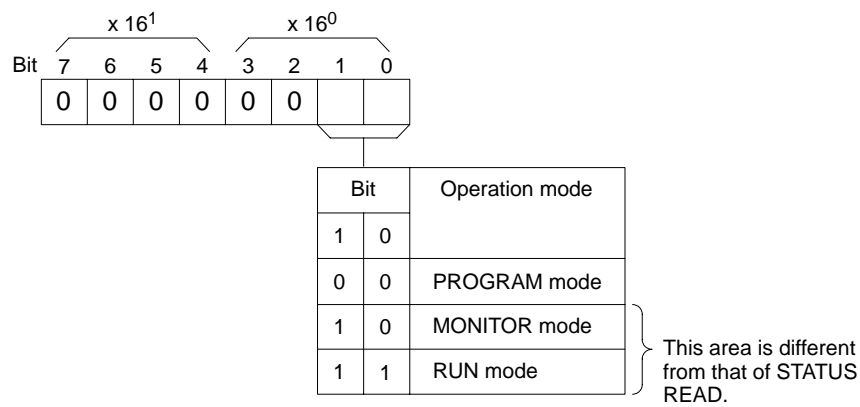 x 16¹ x 16⁰
Bit 7 6 5 4 3 2 1 0
0 0 0 0 0 0
Bit Operation mode
1 0
0 0 PROGRAM mode
1 0 MONITOR mode
1 1 RUN mode
This area is different
from that of STATUS
READ.